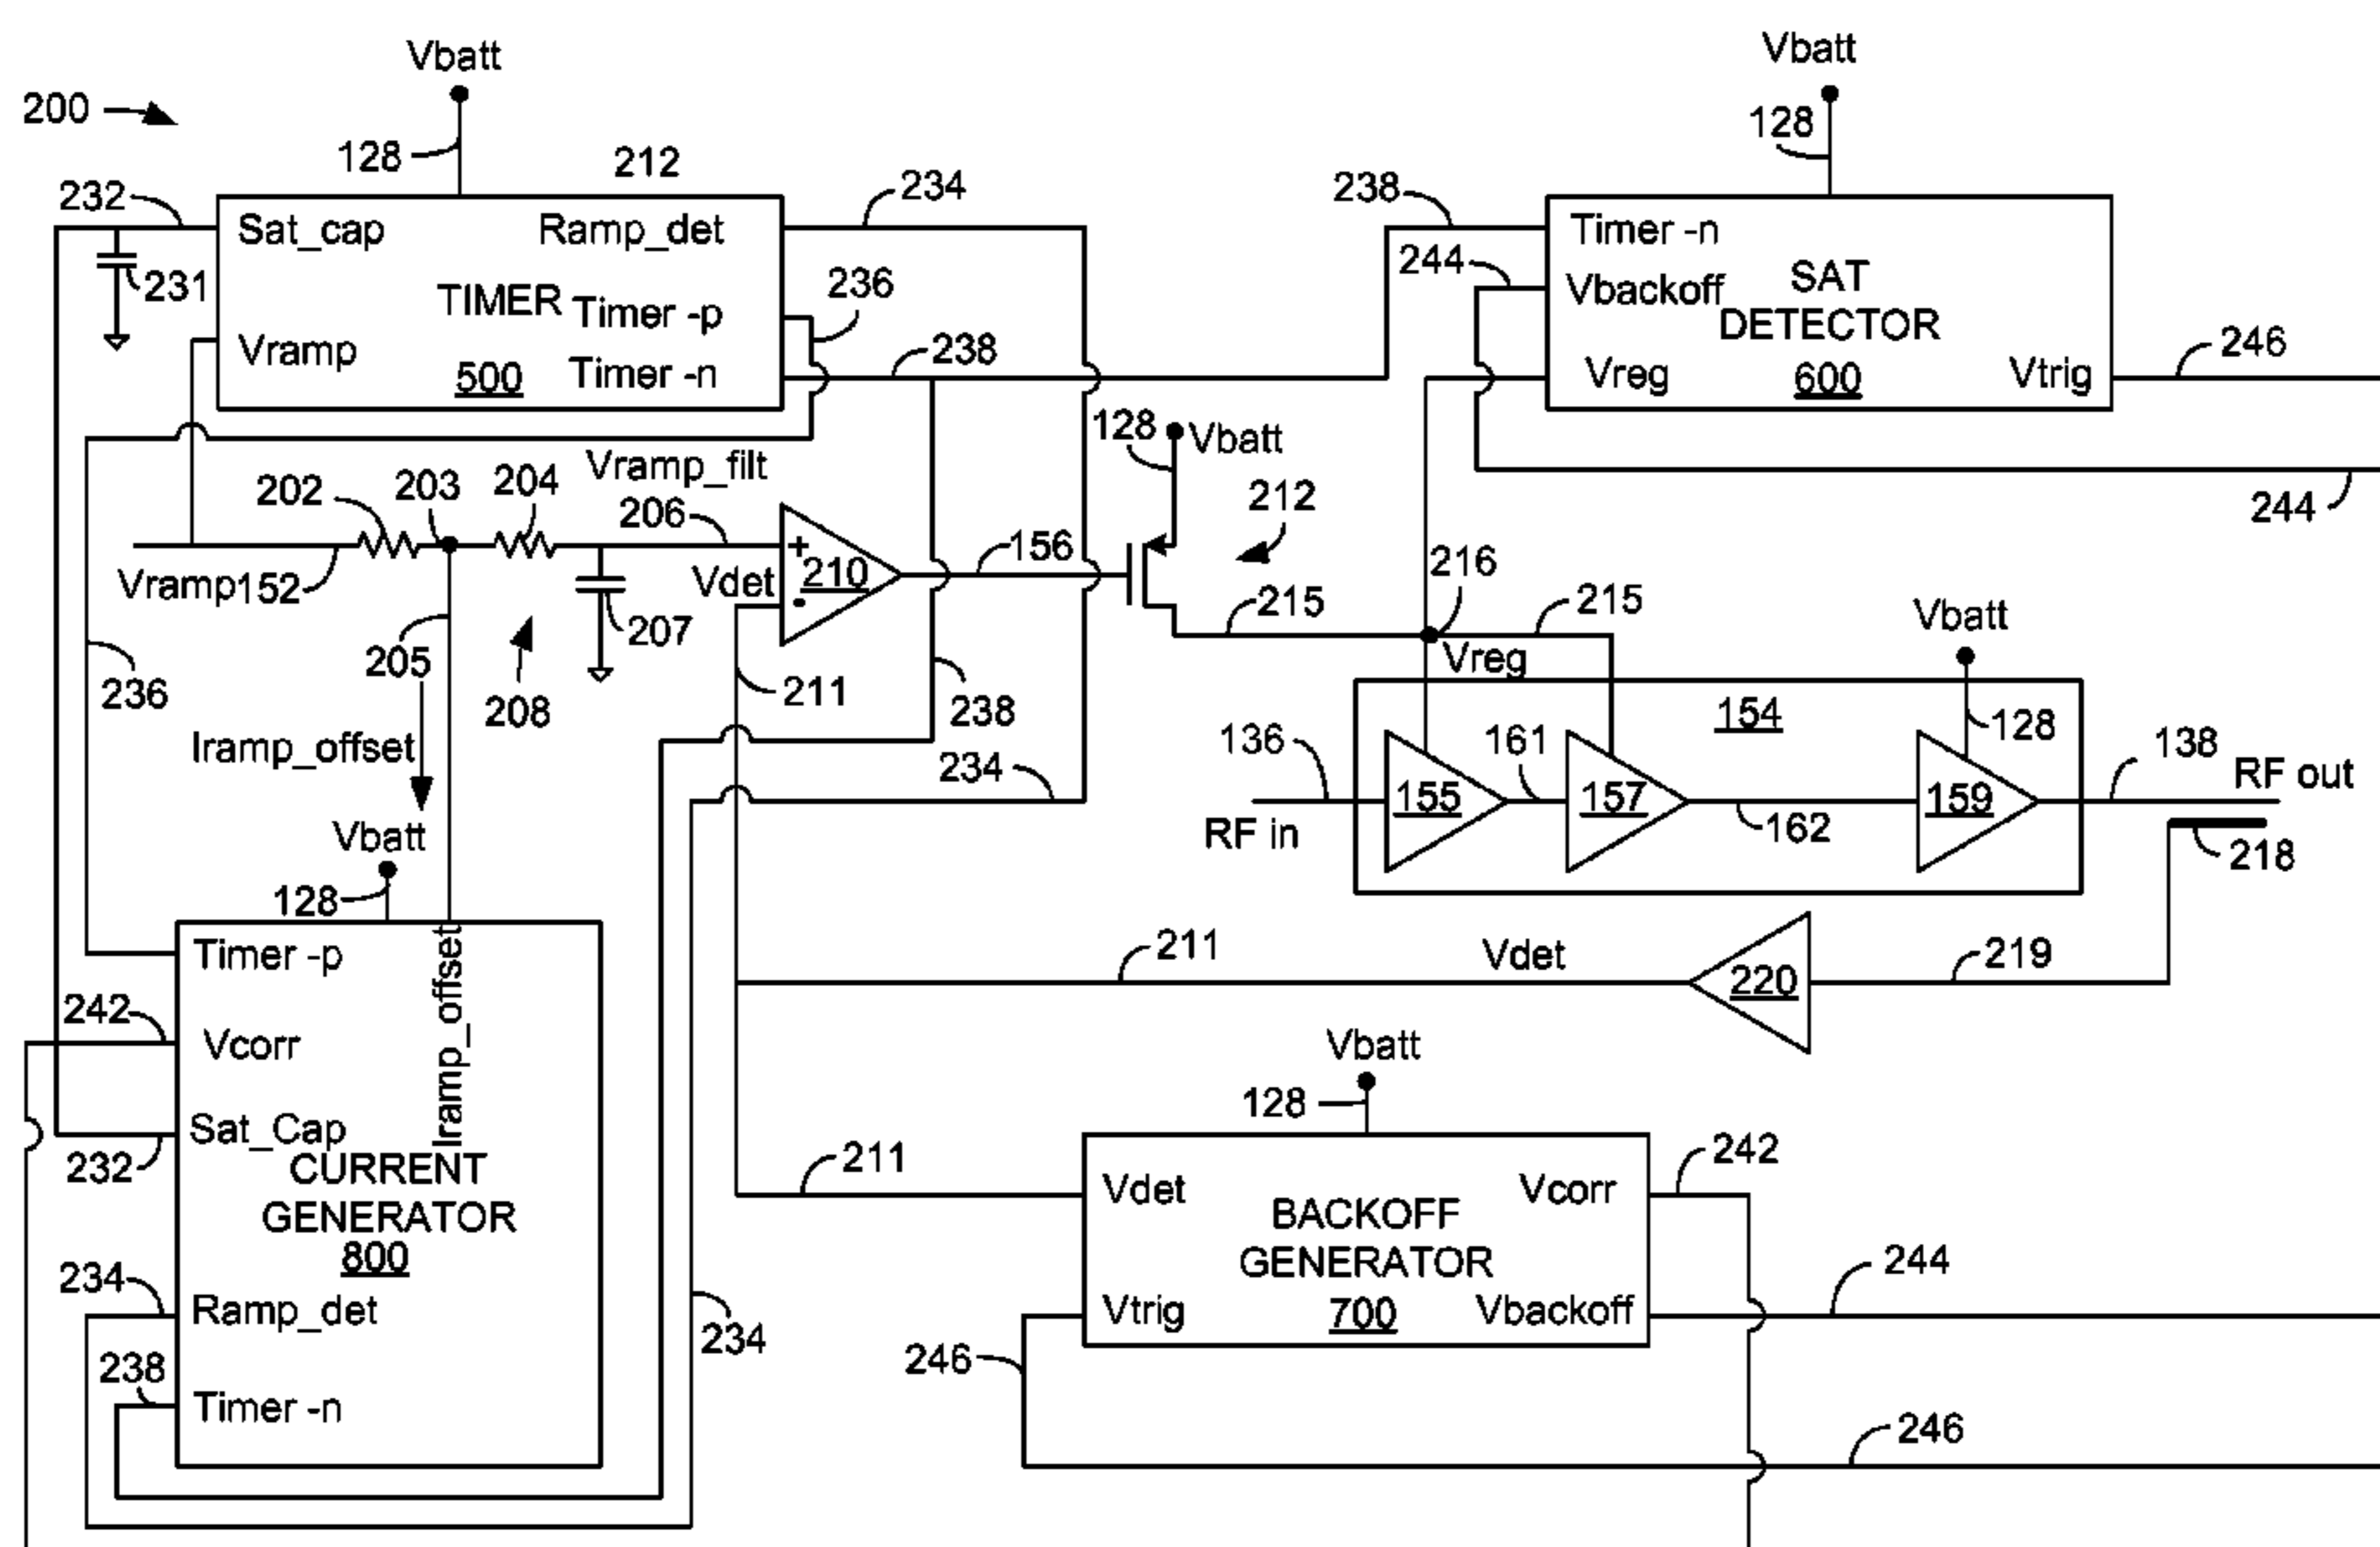 200
Vbatt
128
212
232
Sat_cap
Ramp_det
234
231
TIMER
Timer -p
236
Vramp
500
Timer -n
238
Vbatt
128
238
Timer -n
244
Vbackoff
SAT
DETECTOR
Vreg
600
Vtrig
246
244
128
Vbatt
212
202
203
204
Vramp_filt
206
Vramp
152
Vdet
+
210
-
156
205
208
207
211
236
238
234
Iramp_offset
215
216
215
Vreg
Vbatt
154
128
136
RF in
155
161
157
162
159
138
RF out
218
211
Vdet
220
219
Vbatt
128
Timer -p
Iramp_offset
242
Vcorr
Sat_Cap
232
CURRENT
GENERATOR
800
234
Ramp_det
238
Timer -n
234
Vbatt
128
211
Vdet
Vcorr
242
BACKOFF
GENERATOR
Vtrig
700
Vbackoff
244
246
246